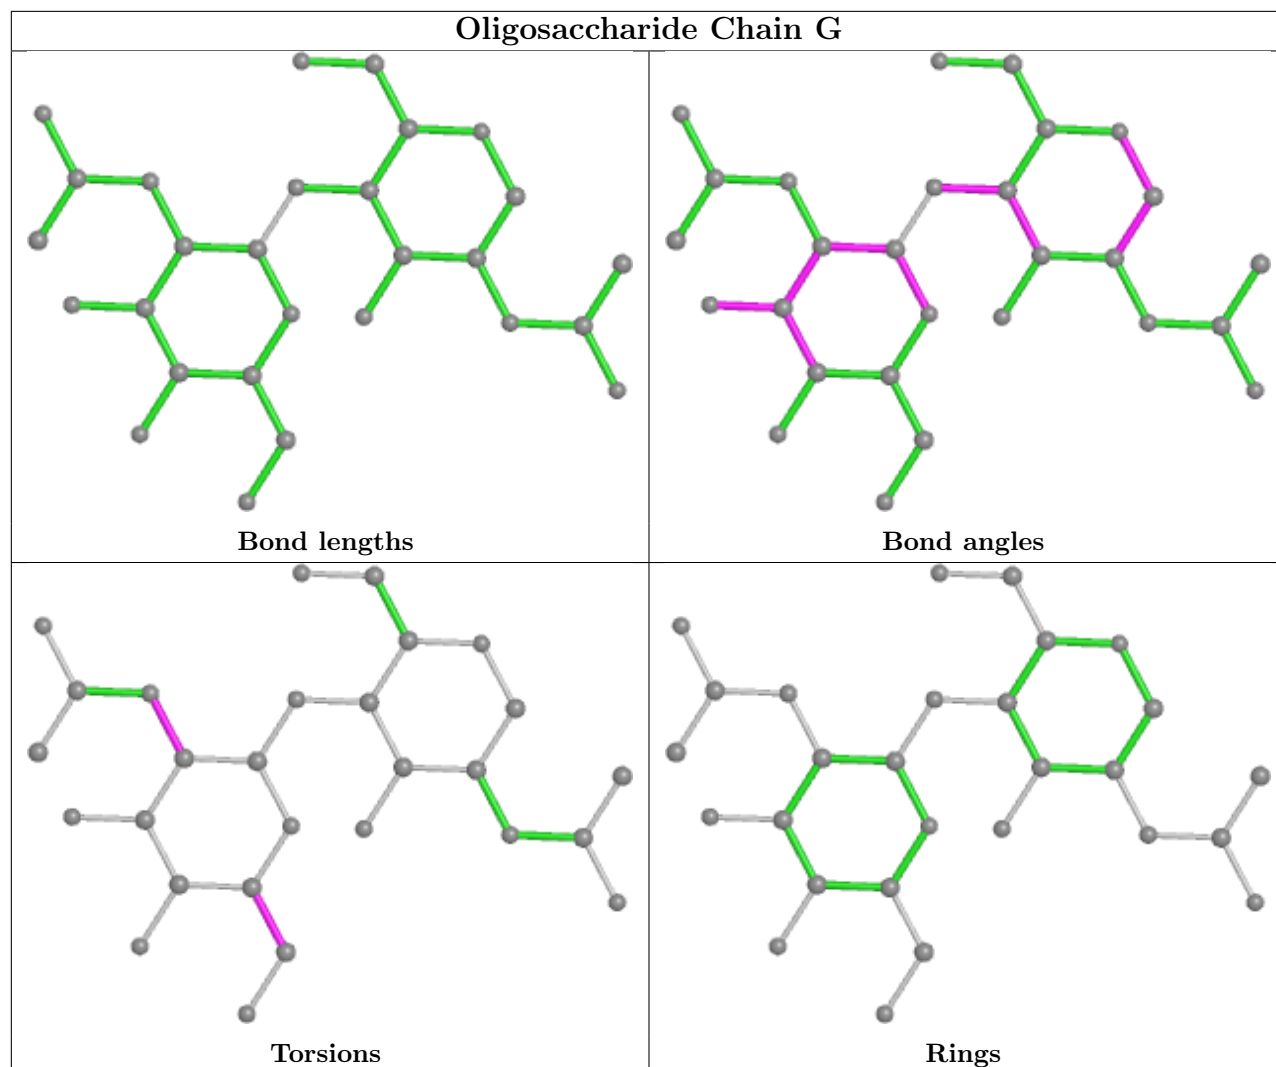 Oligosaccharide Chain G
Bond lengths
Bond angles
Torsions
Rings